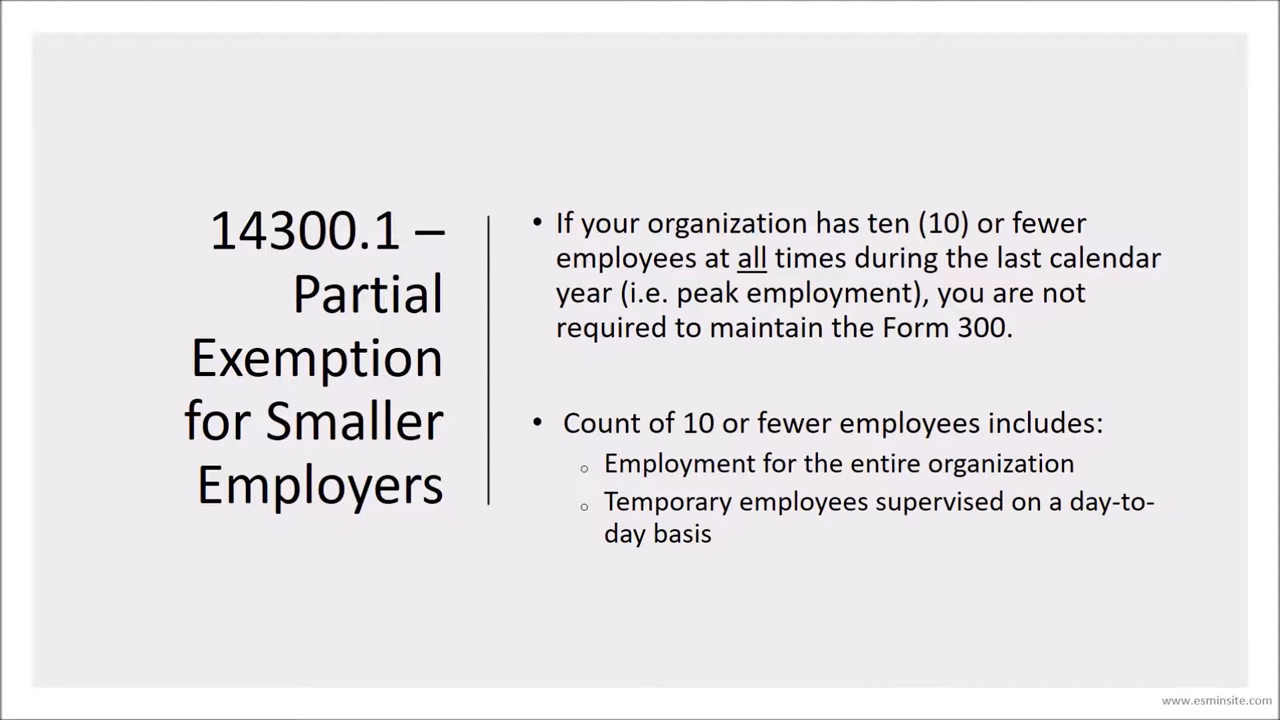 14300.1 –
Partial
Exemption
for Smaller
Employers
• If your organization has ten (10) or fewer
employees at all times during the last calendar
year (i.e. peak employment), you are not
required to maintain the Form 300.
• Count of 10 or fewer employees includes:
○ Employment for the entire organization
○ Temporary employees supervised on a day-to-
day basis
www.esminsite.com